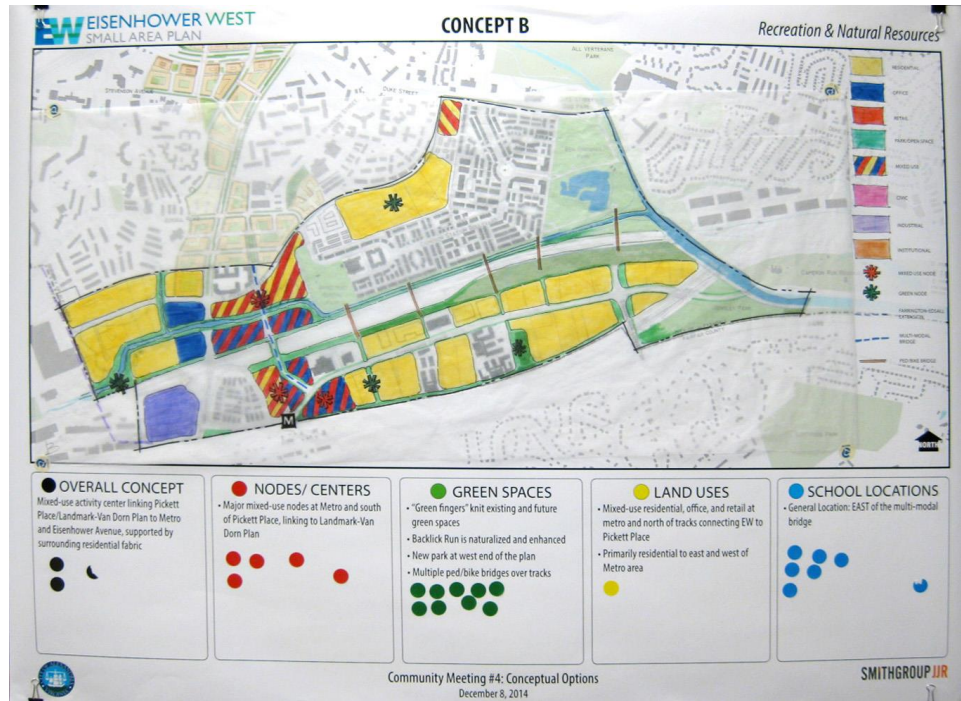 EW EISENHOWER WEST
SMALL AREA PLAN
CONCEPT B
Recreation & Natural Resources
ALL VETERANS
PARK
DUKE STREET
RESIDENTIAL
OFFICE
RETAIL
PARK/OPEN SPACE
MIXED USE
CIVIC
INDUSTRIAL
INSTITUTIONAL
MIXED USE NODE
GREEN NODE
MULTI-MODAL
BRIDGE
PED/BIKE BRIDGE
M
NORTH
OVERALL CONCEPT
Mixed-use activity center linking Pickett
Place/Landmark-Van Dorn Plan to Metro
and Eisenhower Avenue, supported by
surrounding residential fabric
NODES/ CENTERS
• Major mixed-use nodes at Metro and south
of Pickett Place, linking to Landmark-Van
Dorn Plan
GREEN SPACES
• "Green fingers" knit existing and future
green spaces
• Backlick Run is naturalized and enhanced
• New park at west end of the plan
• Multiple ped/bike bridges over tracks
LAND USES
• Mixed-use residential, office, and retail at
metro and north of tracks connecting EW to
Pickett Place
• Primarily residential to east and west of
Metro area
SCHOOL LOCATIONS
• General Location: EAST of the multi-modal
bridge
Community Meeting #4: Conceptual Options
December 8, 2014
SMITHGROUP JJR